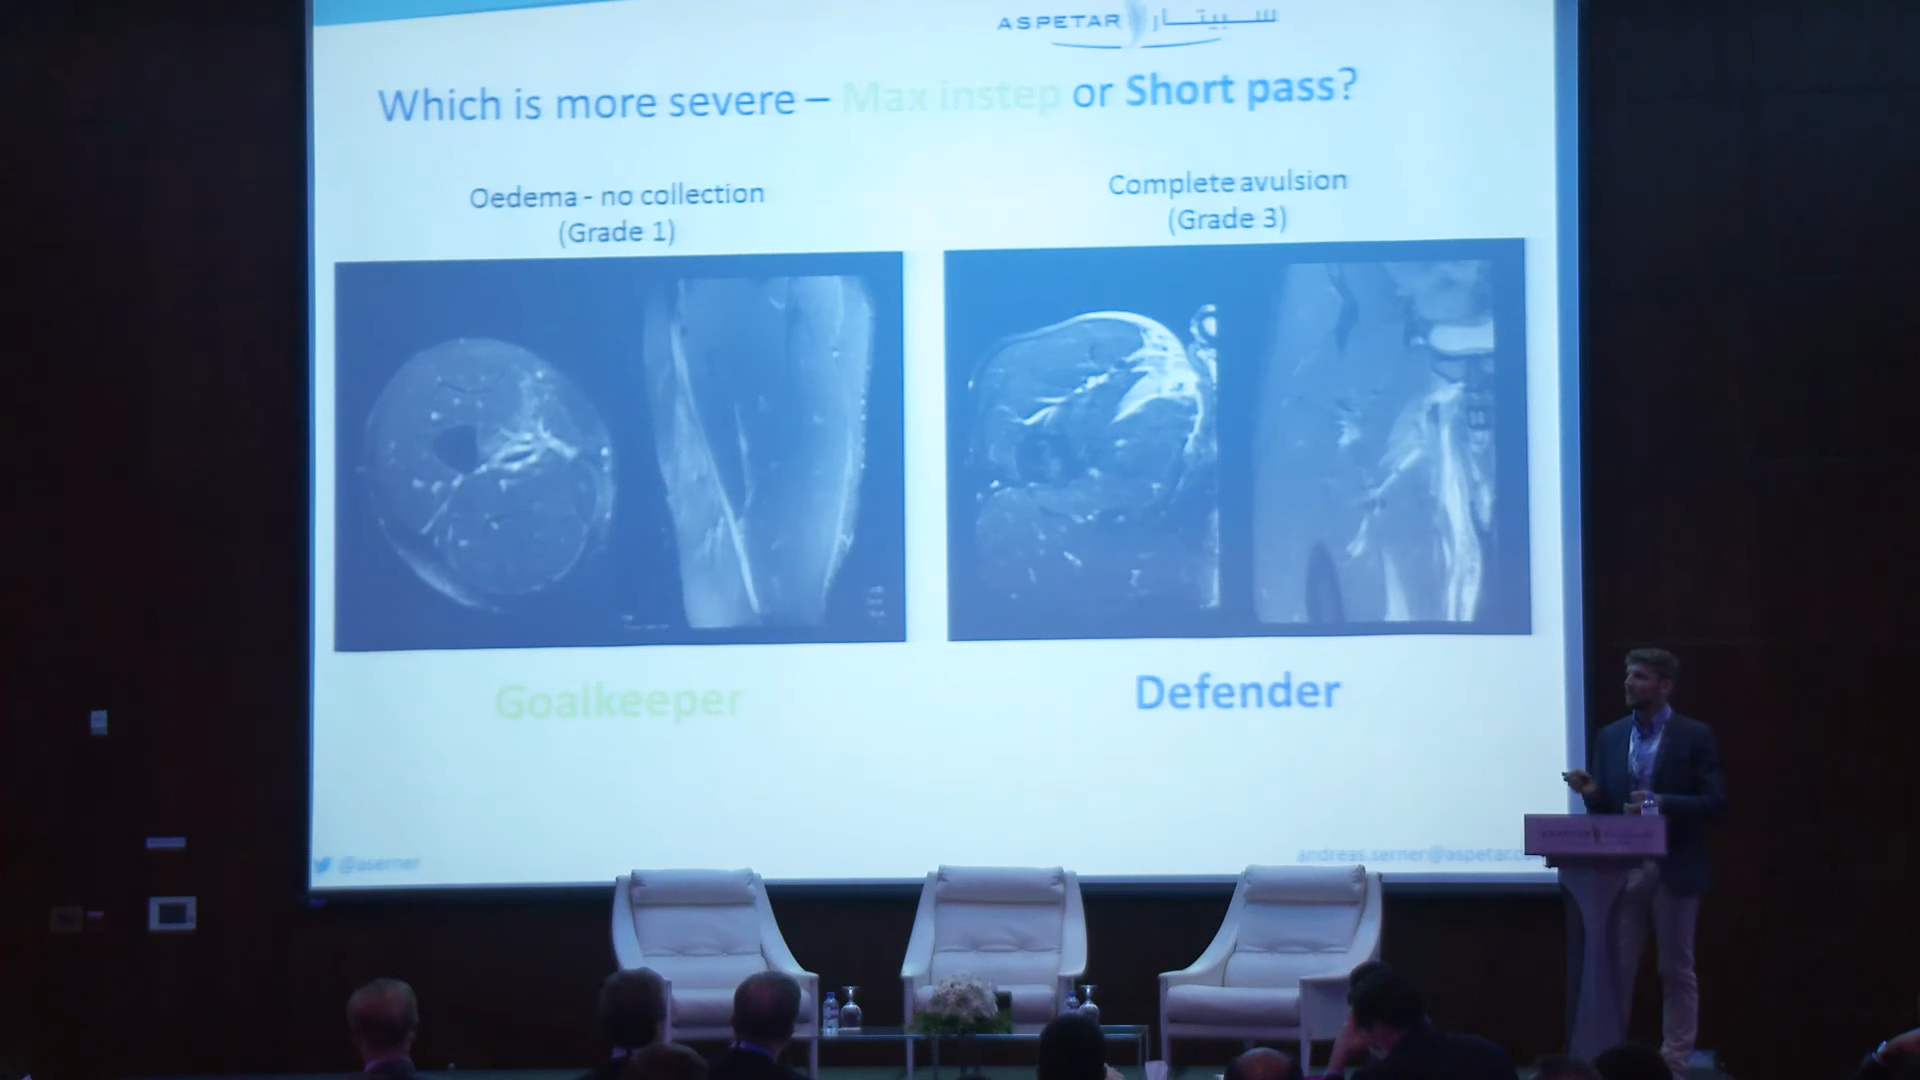 ASPETAR سبيتار
Which is more severe – Max instep or Short pass?
Oedema - no collection
(Grade 1)
Complete avulsion
(Grade 3)
Goalkeeper
Defender
@aserner
andreas.serner@aspetar.co